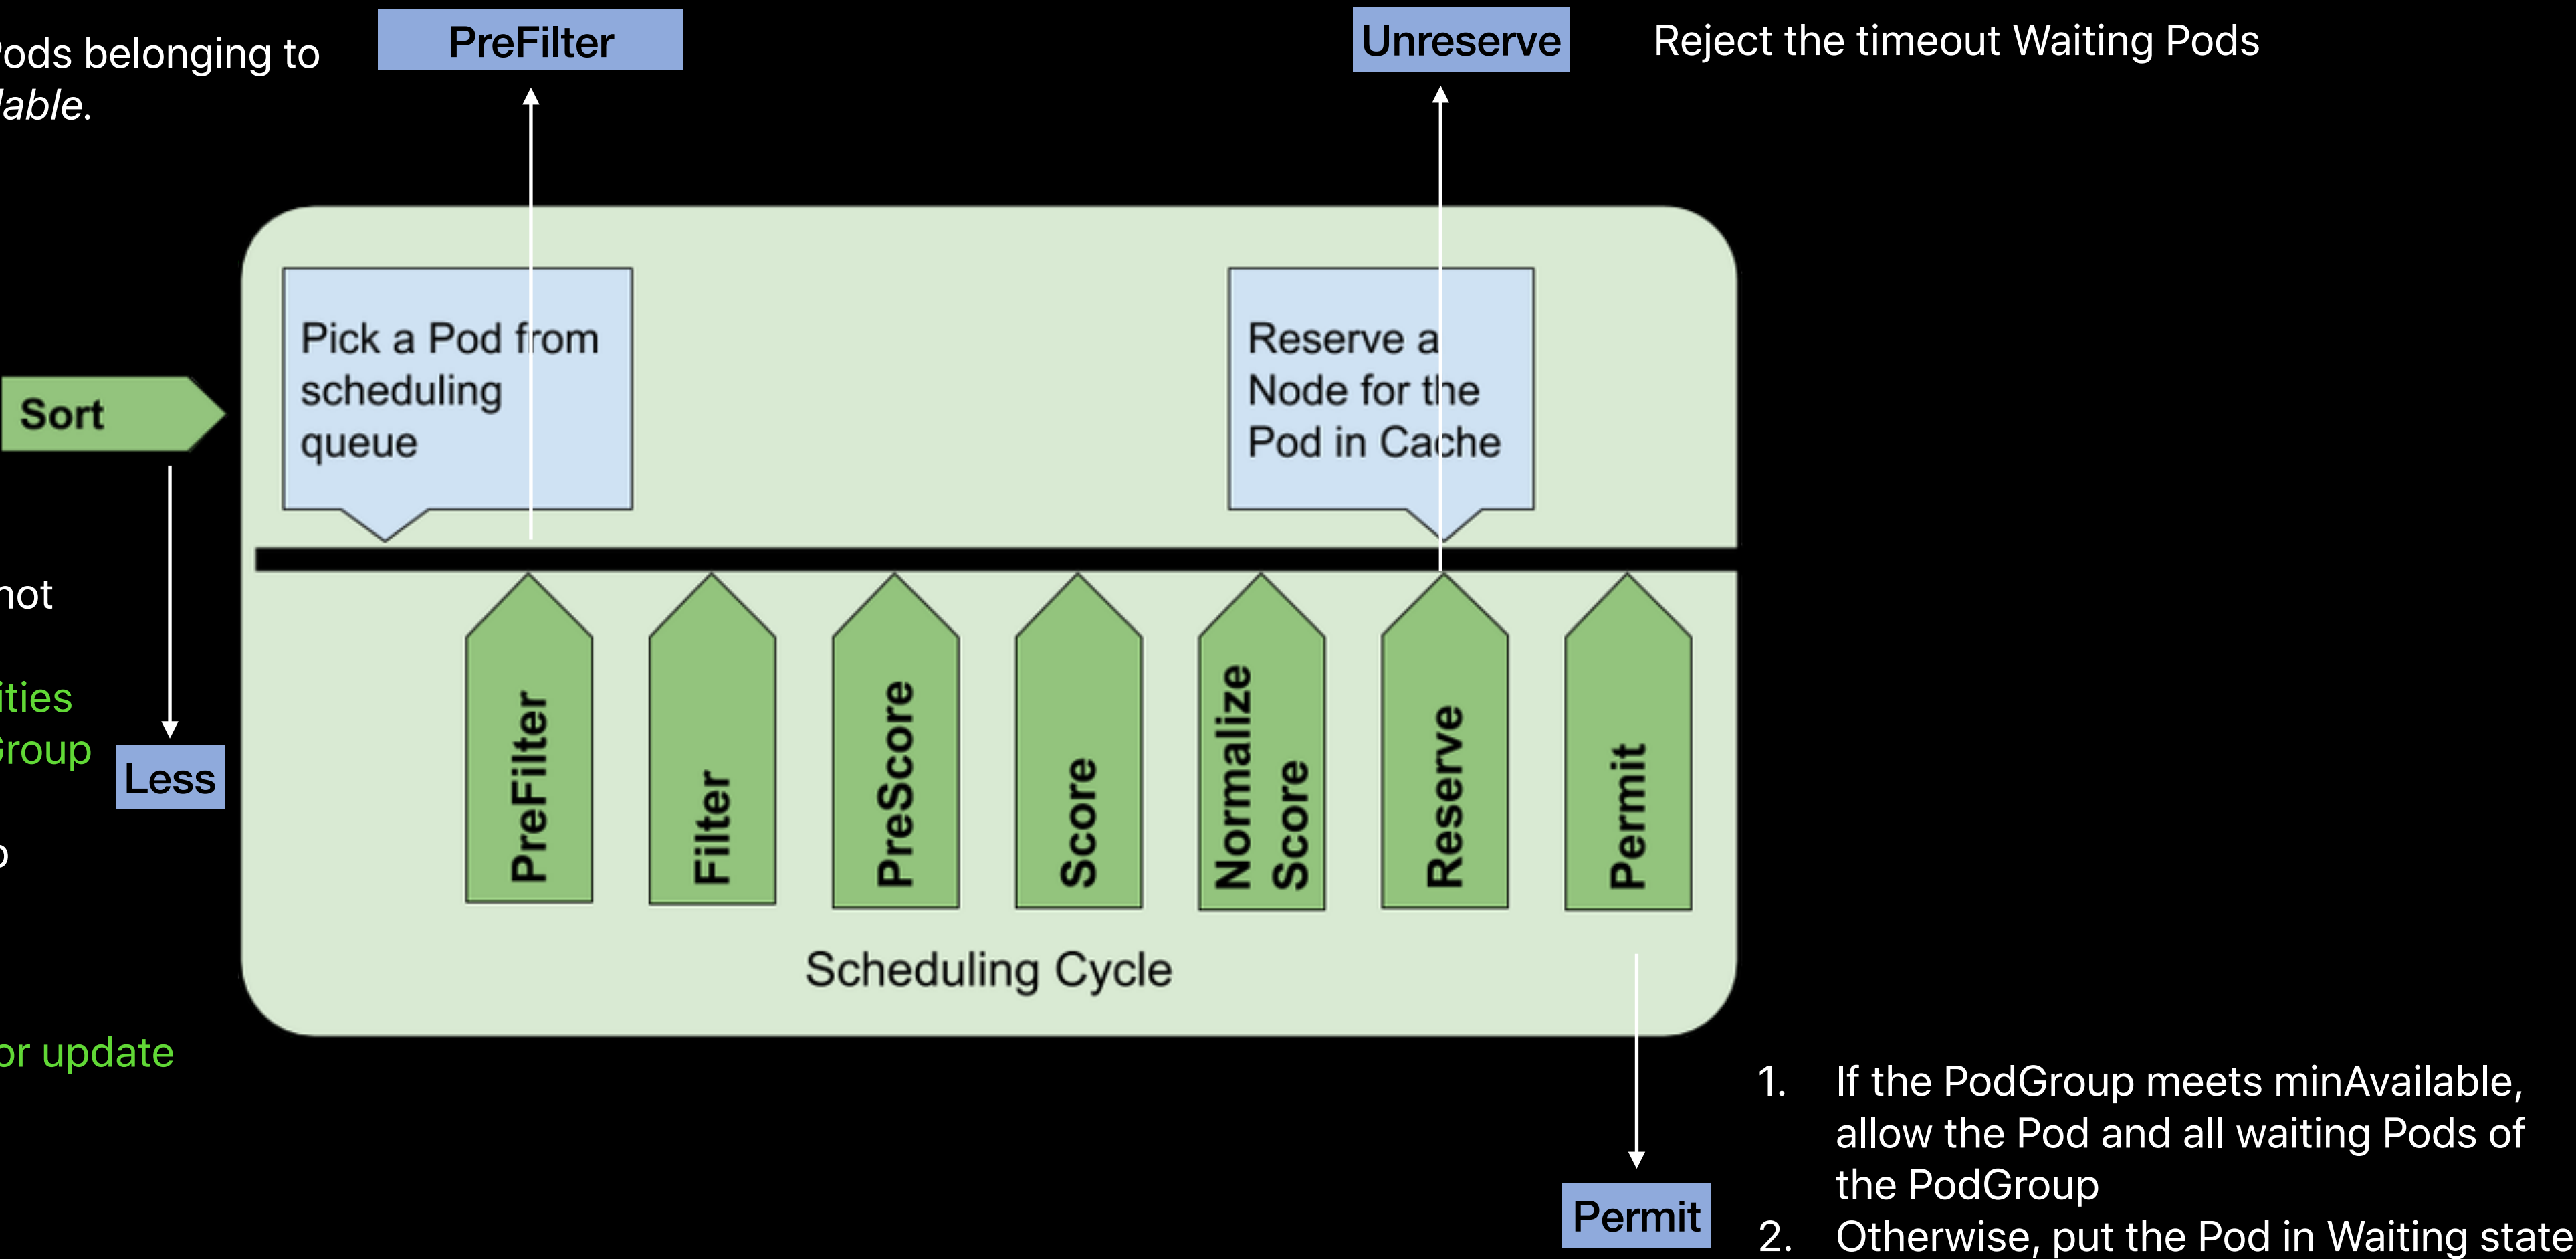 Pods belonging to
PreFilter
Unreserve
Reject the timeout Waiting Pods
lable.
Pick a Pod from
scheduling
queue
Reserve a
Node for the
Pod in Cache
Sort
not
ities
Group
Less
PreFilter
Filter
PreScore
Score
Normalize
Score
Reserve
Permit
Scheduling Cycle
or update
1. If the PodGroup meets minAvailable,
allow the Pod and all waiting Pods of
the PodGroup
Permit
2. Otherwise, put the Pod in Waiting state